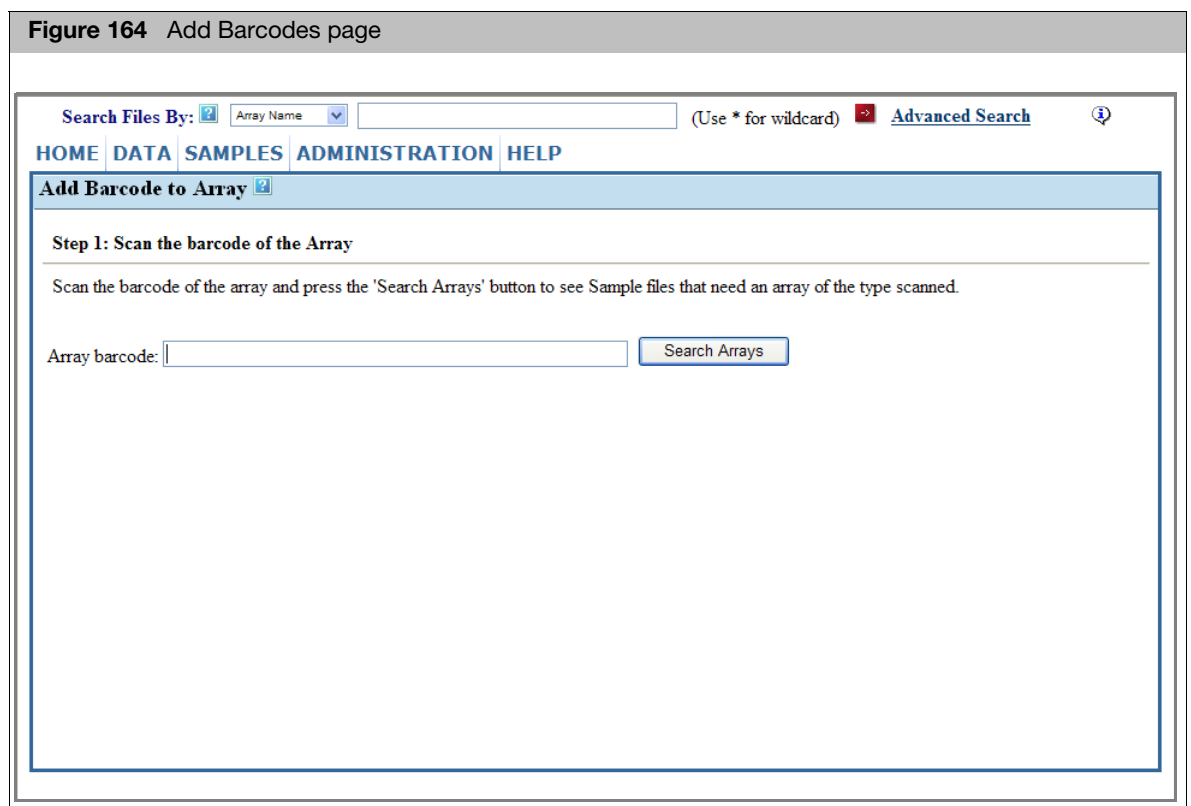 Figure 164 Add Barcodes page
Search Files By: ? Array Name (Use * for wildcard) Advanced Search
HOME DATA SAMPLES ADMINISTRATION HELP
Add Barcode to Array ?
Step 1: Scan the barcode of the Array
Scan the barcode of the array and press the 'Search Arrays' button to see Sample files that need an array of the type scanned.
Array barcode: Search Arrays